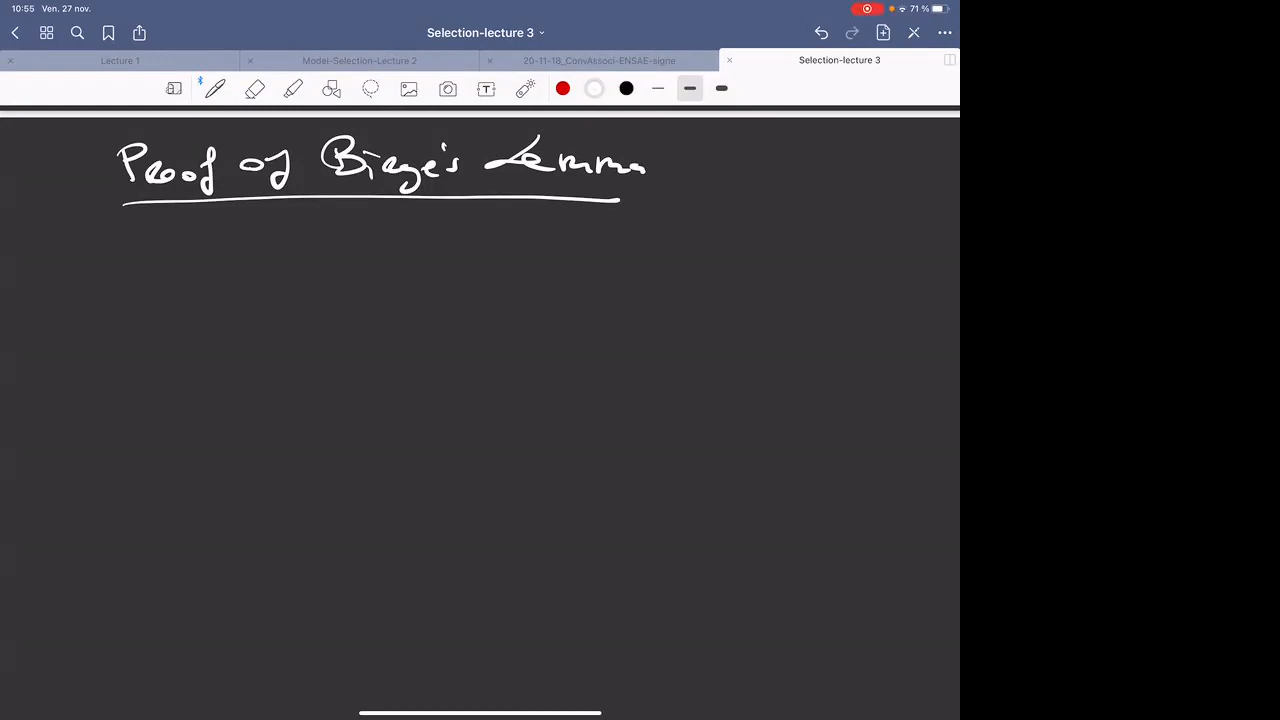 10:55 Ven. 27 nov. 71 %
Selection-lecture 3
Lecture 1 Model-Selection-Lecture 2 20-11-18_ConvAssoci-ENSAE-signe Selection-lecture 3
T
Proof of Birge's Lemma